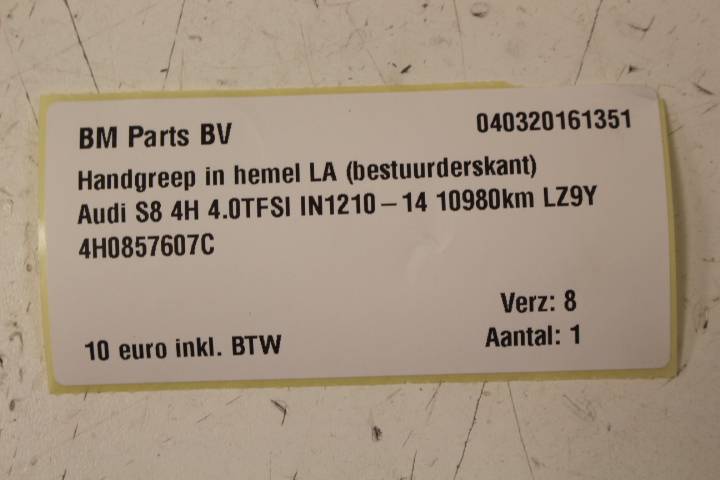 BM Parts BV 040320161351
Handgreep in hemel LA (bestuurderskant)
Audi S8 4H 4.0TFSI IN1210-14 10980km LZ9Y
4H0857607C
Verz: 8
10 euro inkl. BTW Aantal: 1